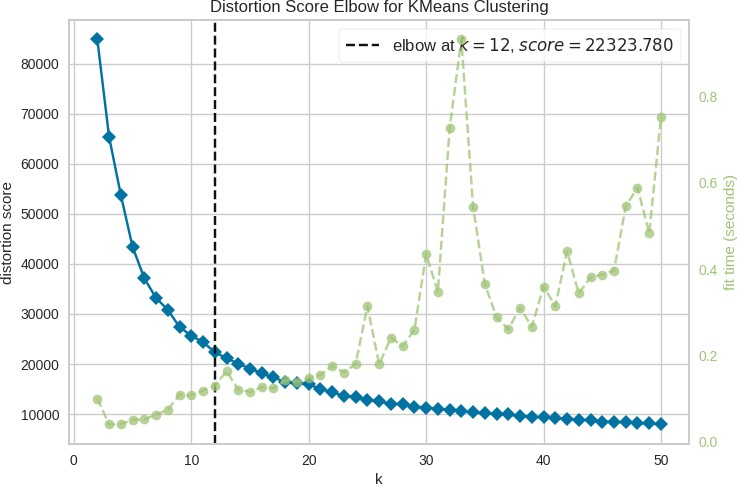 Distortion Score Elbow for KMeans Clustering
elbow at k = 12, score = 22323.780
distortion score
80000
70000
60000
50000
40000
30000
20000
10000
0.8
0.6
0.4
0.2
0.0
fit time (seconds)
0 10 20 30 40 50
k